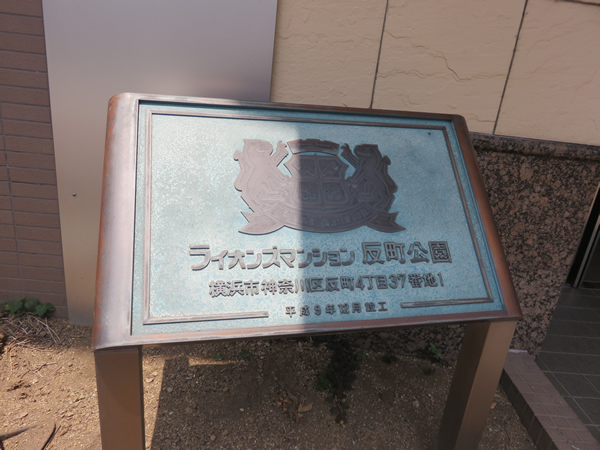 ライオンズマンション 反町公園
横浜市神奈川区反町4丁目37番地1
平成9年12月 竣工